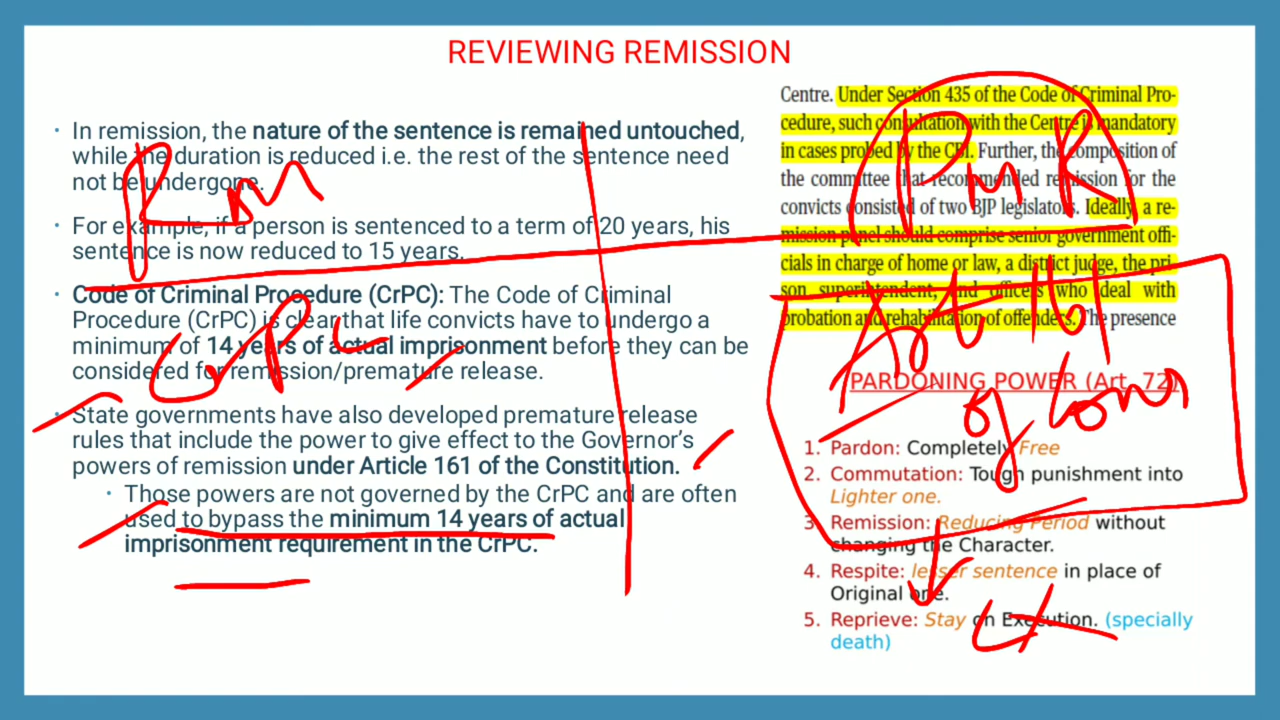 REVIEWING REMISSION
• In remission, the nature of the sentence is remained untouched,
while the duration is reduced i.e. the rest of the sentence need
not be undergone.
• For example, if a person is sentenced to a term of 20 years, his
sentence is now reduced to 15 years.
• Code of Criminal Procedure (CrPC): The Code of Criminal
Procedure (CrPC) is clear that life convicts have to undergo a
minimum of 14 years of actual imprisonment before they can be
considered for remission/premature release.
• State governments have also developed premature release
rules that include the power to give effect to the Governor's
powers of remission under Article 161 of the Constitution.
• Those powers are not governed by the CrPC and are often
used to bypass the minimum 14 years of actual
imprisonment requirement in the CrPC.
Centre. Under Section 435 of the Code of Criminal Pro-
cedure, such consultation with the Centre is mandatory
in cases probed by the CBI. Further, the composition of
the committee that recommended remission for the
convicts consisted of two BJP legislators. Ideally, a re-
mission panel should comprise senior government offi-
cials in charge of home or law, a district judge, the pri-
son superintendent, and officers who deal with
probation and rehabilitation of offenders. The presence
PARDONING POWER (Art. 72)
1. Pardon: Completely Free
2. Commutation: Tough punishment into
Lighter one.
3. Remission: Reducing Period without
changing the Character.
4. Respite: lesser sentence in place of
Original one.
5. Reprieve: Stay on Execution. (specially
death)
Rem
CrPC
PmR
Art 161
of Cons